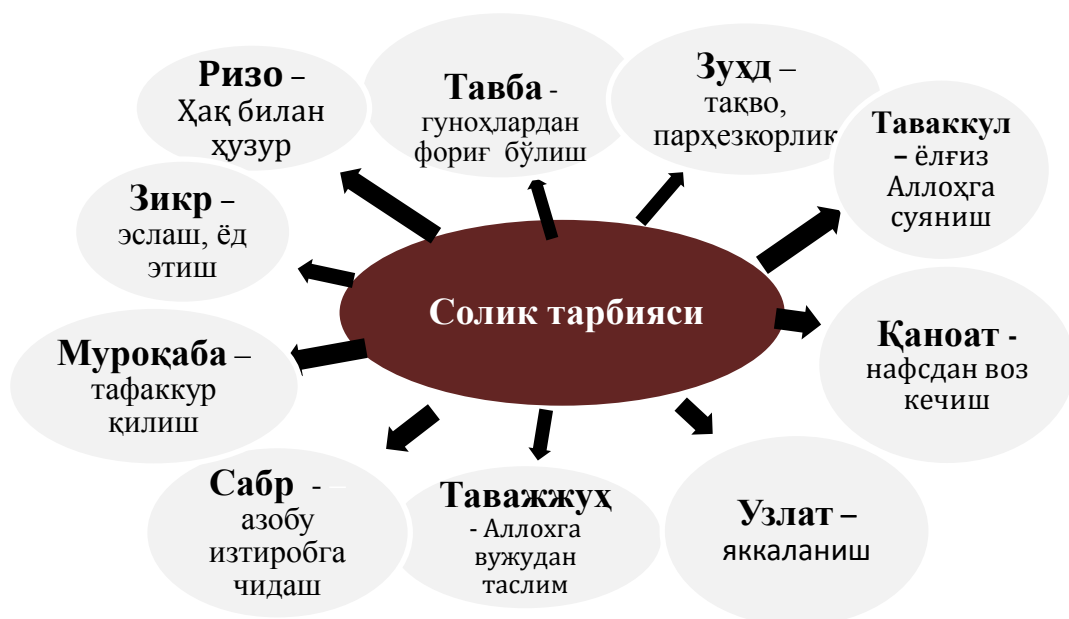 Ризо –
Ҳақ билан
ҳузур
Тавба -
гуноҳлардан
фориғ бўлиш
Зуҳд –
тақво,
парҳезкорлик
Таваккул
– ёлғиз
Аллоҳга
суяниш
Зикр –
эслаш, ёд
этиш
Солик тарбияси
Қаноат -
нафсдан воз
кечиш
Муроқаба –
тафаккур
қилиш
Сабр -
азобу
изтиробга
чидаш
Таважжуҳ
- Аллохга
вужудан
таслим
Узлат –
яккаланиш